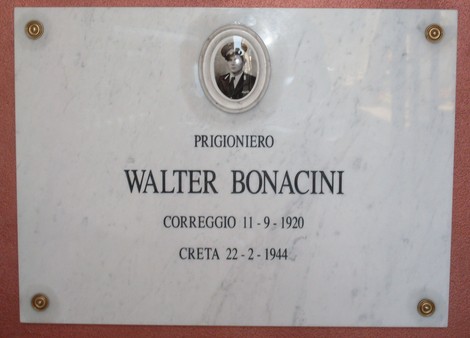 PRIGIONIERO
WALTER BONACINI
CORREGGIO 11-9-1920
CRETA 22-2-1944